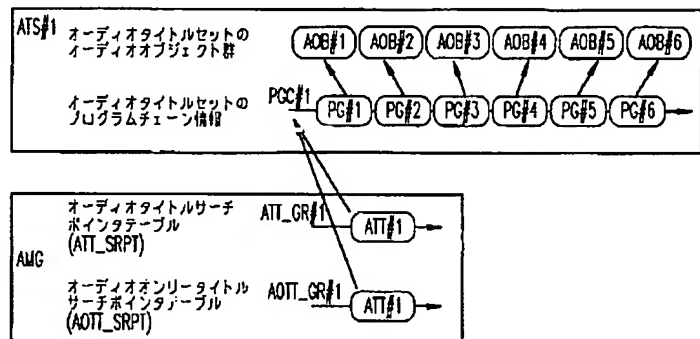 ATS#1
オーディオタイトルセットの
オーディオオブジェクト群
AOB#1 AOB#2 AOB#3 AOB#4 AOB#5 AOB#6
オーディオタイトルセットの
プログラムチェーン情報
PGC#1
PG#1 PG#2 PG#3 PG#4 PG#5 PG#6
AMG
オーディオタイトルサーチ
ポインタテーブル
(ATT_SRPT)
ATT_GR#1
ATT#1
オーディオオンリータイトル
サーチポインタテーブル
(AOTT_SRPT)
AOTT_GR#1
ATT#1